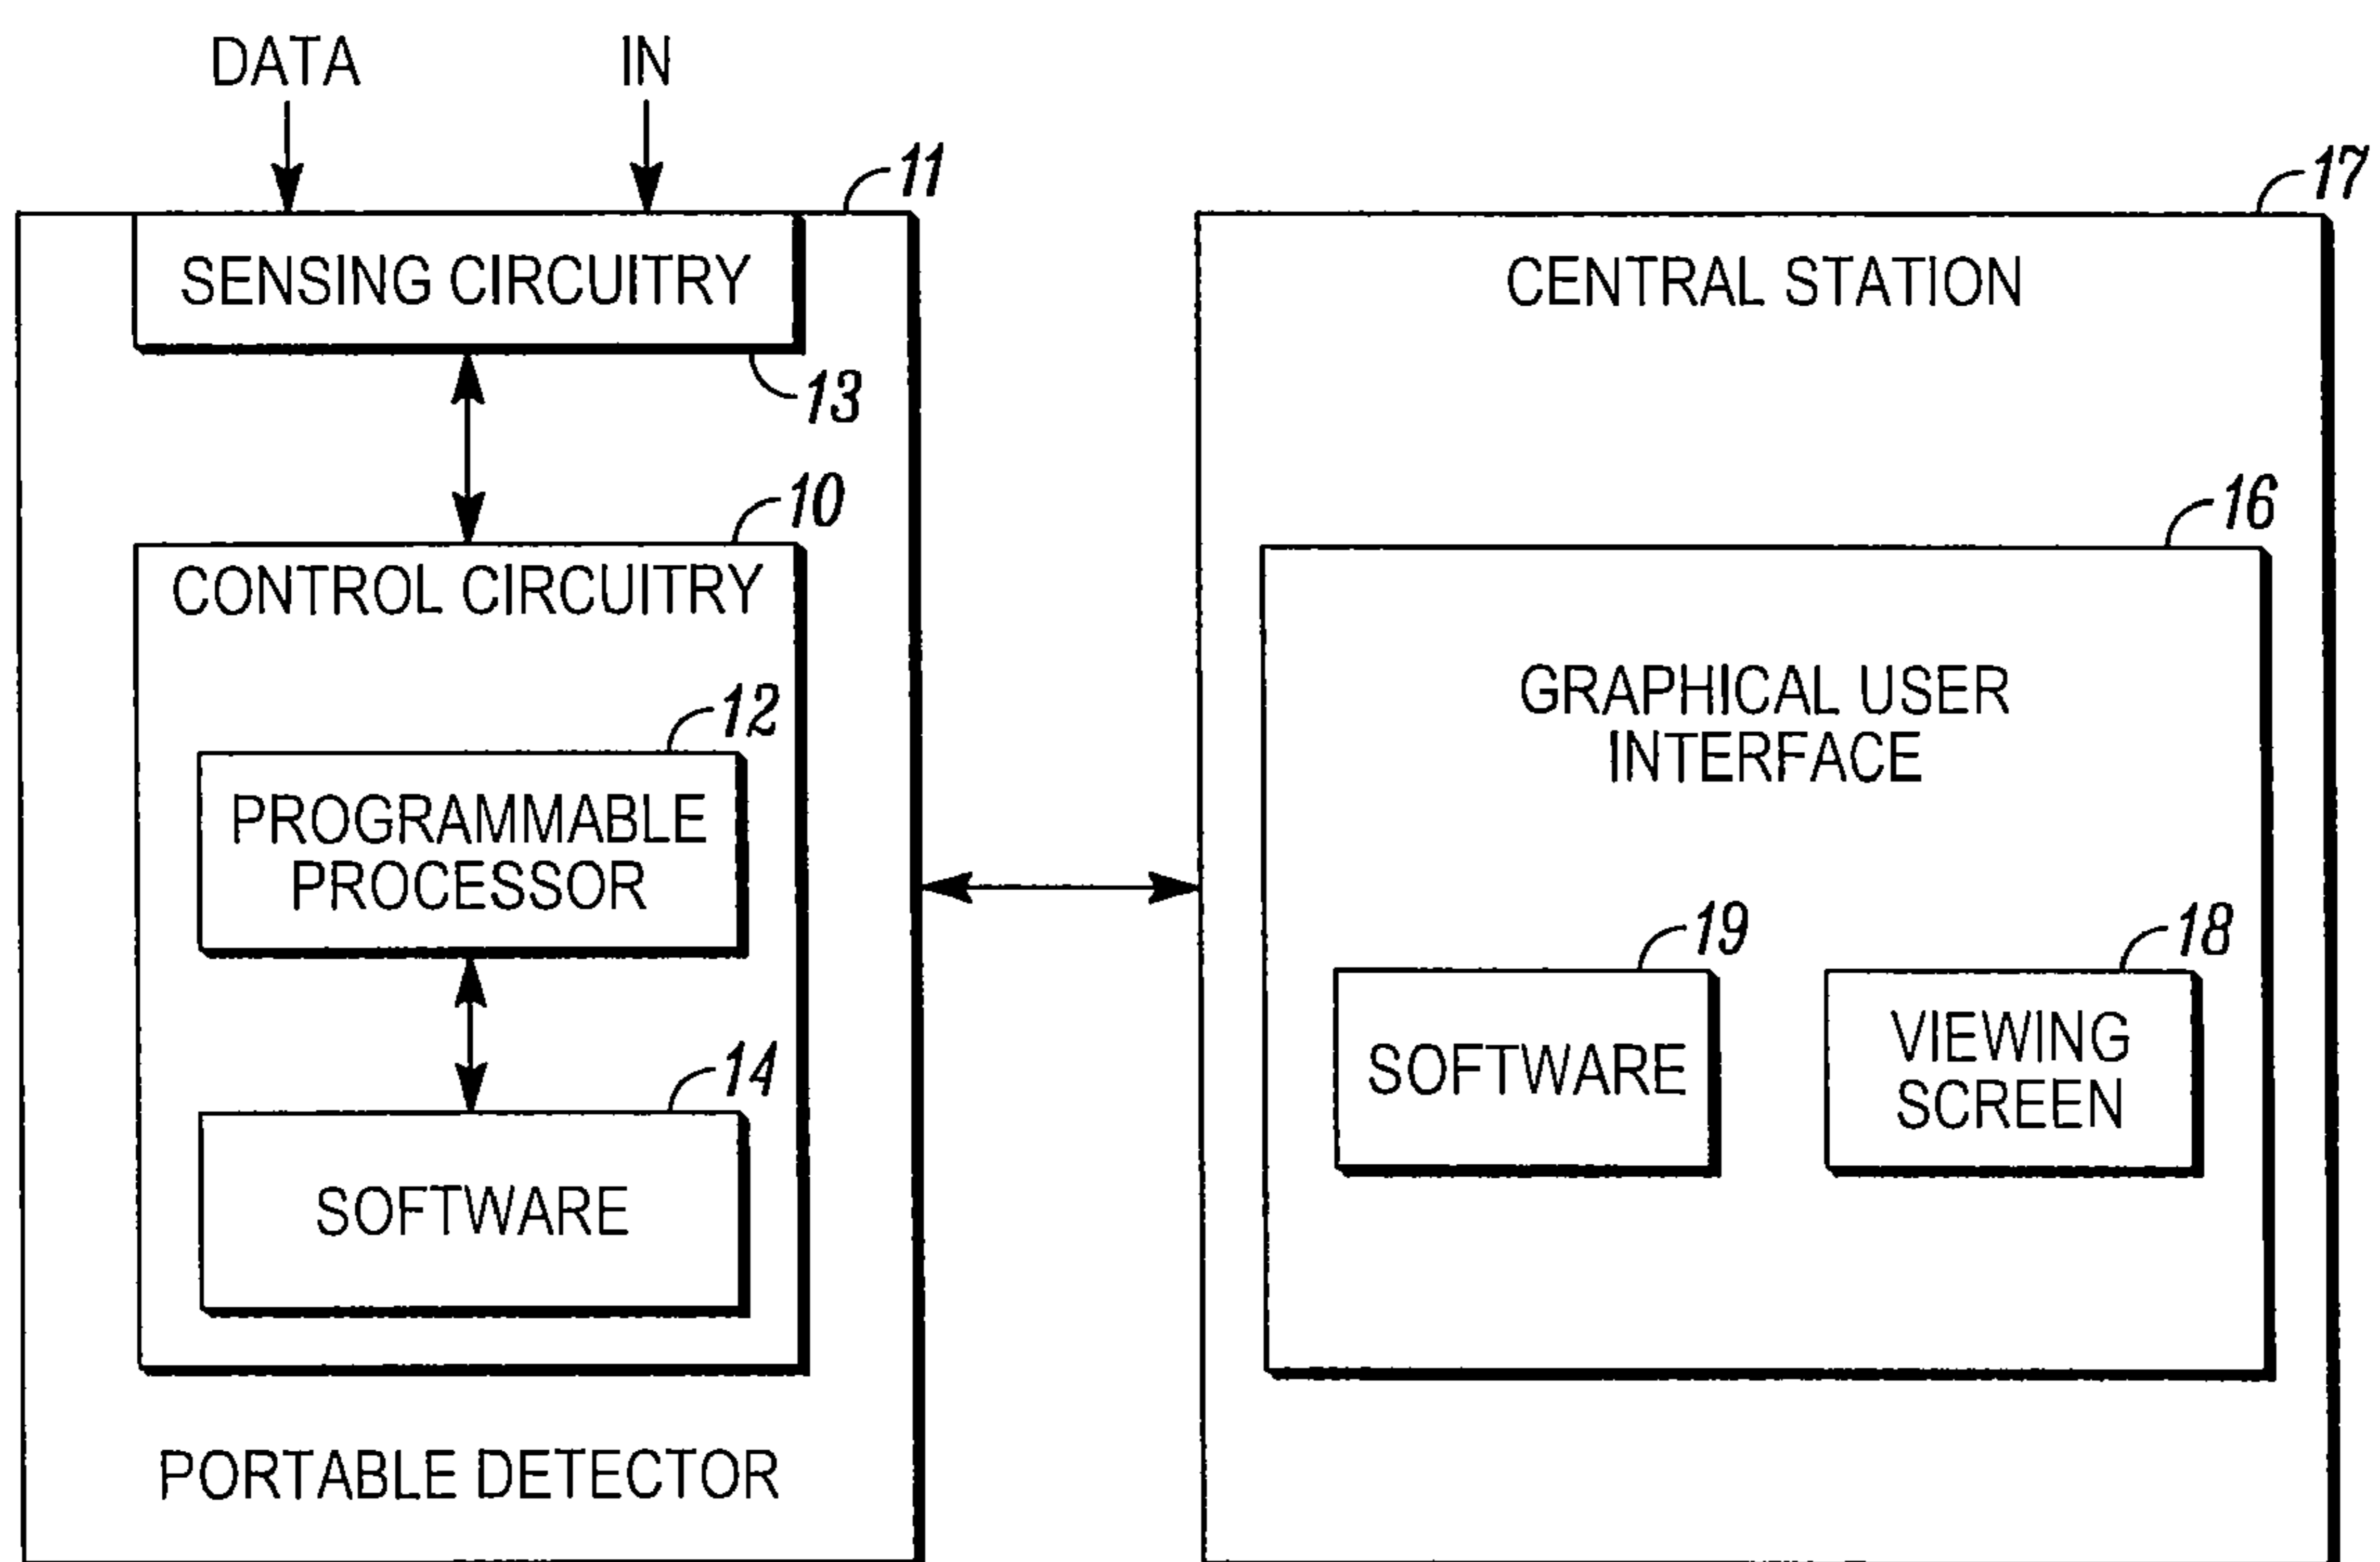 DATA IN
11
SENSING CIRCUITRY
13
10
CONTROL CIRCUITRY
12
PROGRAMMABLE
PROCESSOR
14
SOFTWARE
PORTABLE DETECTOR
17
CENTRAL STATION
16
GRAPHICAL USER
INTERFACE
19
SOFTWARE
18
VIEWING
SCREEN